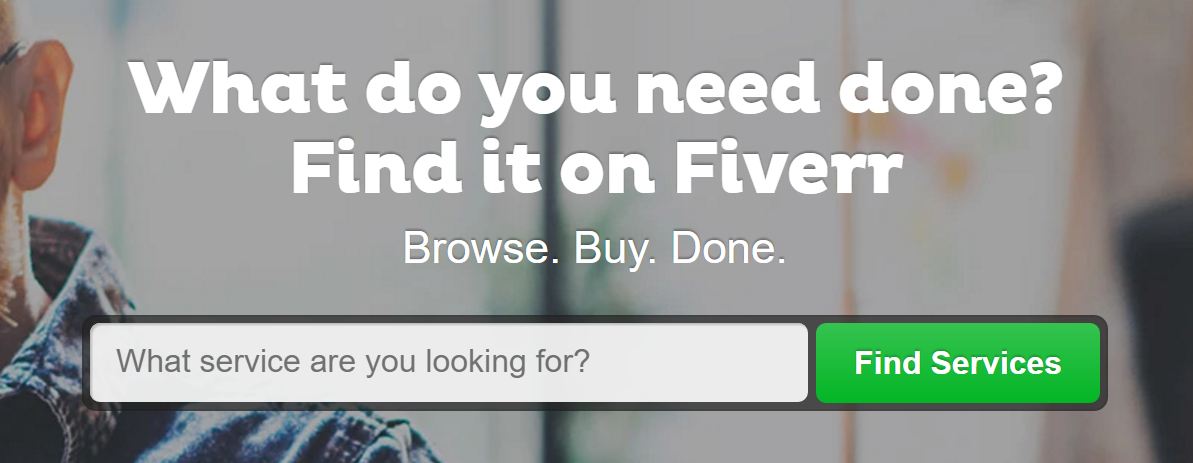 What do you need done?
Find it on Fiverr
Browse. Buy. Done.
What service are you looking for?
Find Services